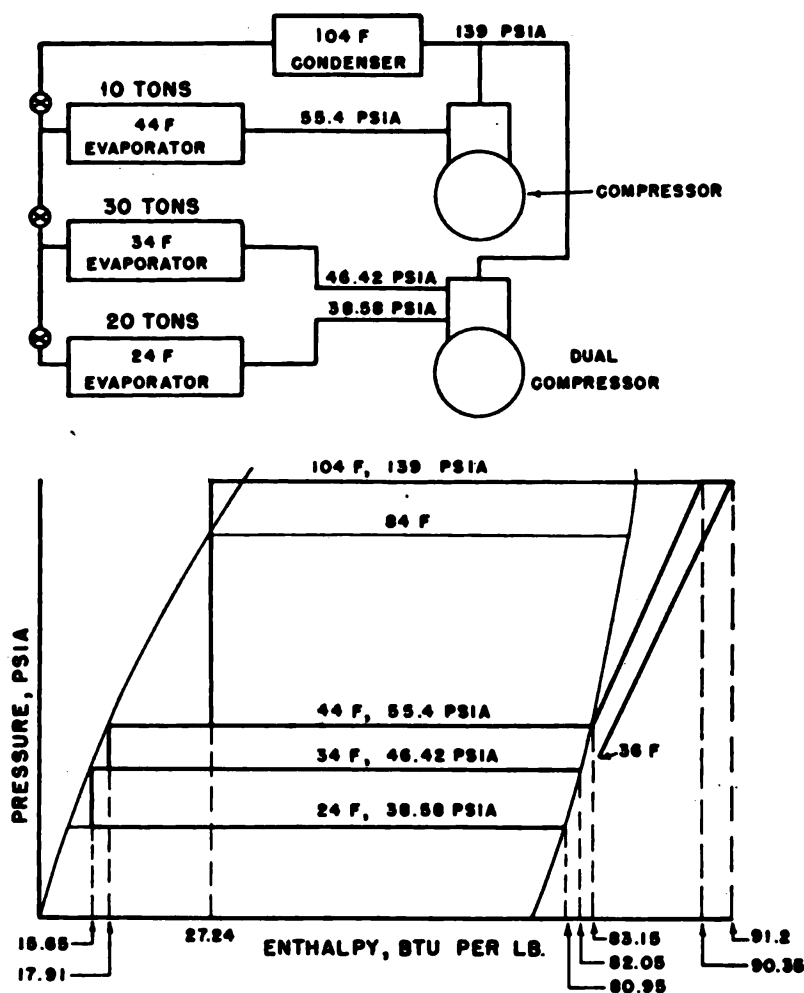 104 F
CONDENSER
139 PSIA
10 TONS
44 F
EVAPORATOR
55.4 PSIA
COMPRESSOR
30 TONS
34 F
EVAPORATOR
46.42 PSIA
38.58 PSIA
20 TONS
24 F
EVAPORATOR
DUAL
COMPRESSOR
104 F, 139 PSIA
84 F
PRESSURE, PSIA
44 F, 55.4 PSIA
36 F
34 F, 46.42 PSIA
24 F, 38.58 PSIA
15.65
17.91
27.24
ENTHALPY, BTU PER LB.
83.15
82.05
80.95
91.2
90.36